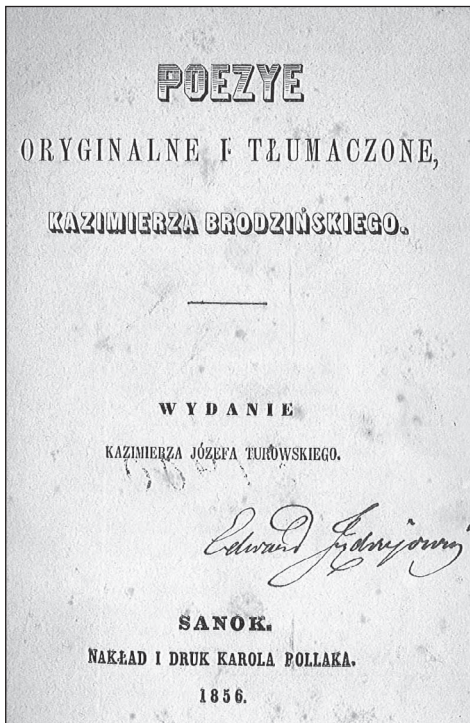 POEZYE
ORYGINALNE I TŁUMACZONE,
KAZIMIERZA BRODZIŃSKIEGO.
WYDANIE
KAZIMIERZA JÓZEFA TUROWSKIEGO.
Edward
SANOK.
NAKŁAD I DRUK KAROLA POLLAKA.
1856.